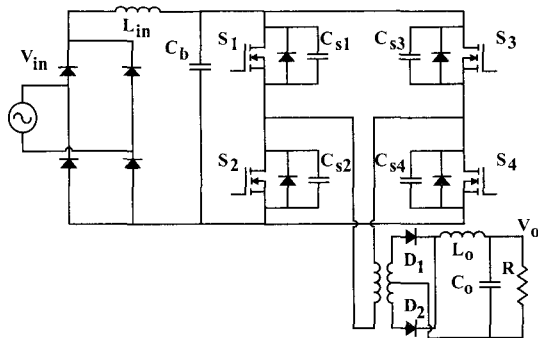 L_in
V_in
C_b
S_1
C_s1
C_s3
S_3
S_2
C_s2
C_s4
S_4
V_o
D_1
L_o
R
C_o
D_2